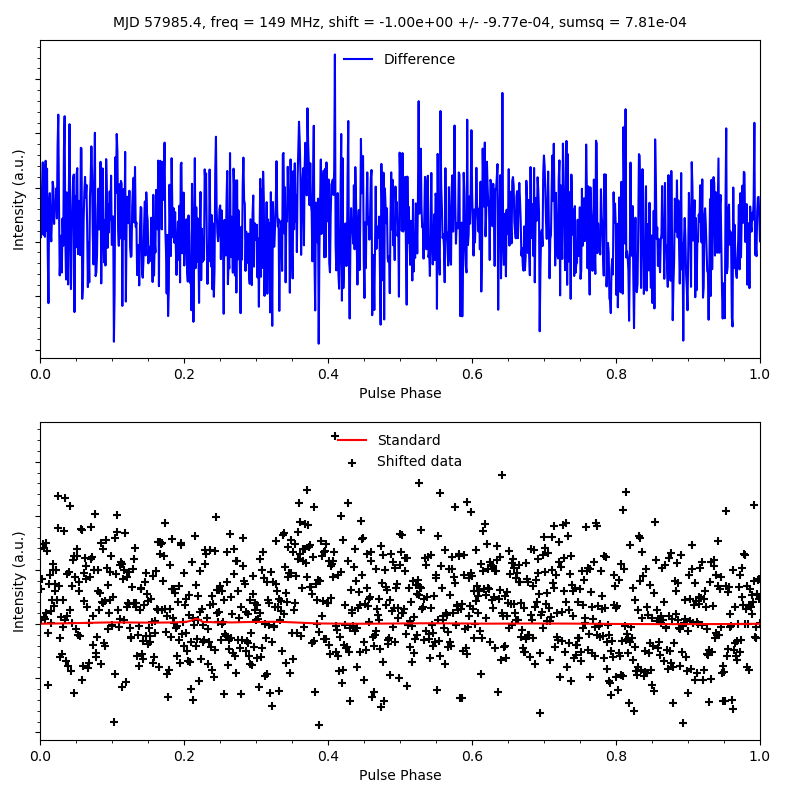 MJD 57985.4, freq = 149 MHz, shift = -1.00e+00 +/- -9.77e-04, sumsq = 7.81e-04
Difference
Intensity (a.u.)
0.0 0.2 0.4 0.6 0.8 1.0
Pulse Phase
Standard
Shifted data
Intensity (a.u.)
0.0 0.2 0.4 0.6 0.8 1.0
Pulse Phase